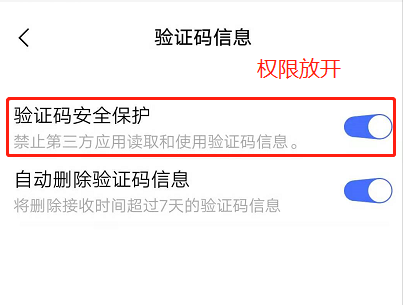 验证码信息
权限放开
验证码安全保护
禁止第三方应用读取和使用验证码信息。
自动删除验证码信息
将删除接收时间超过7天的验证码信息